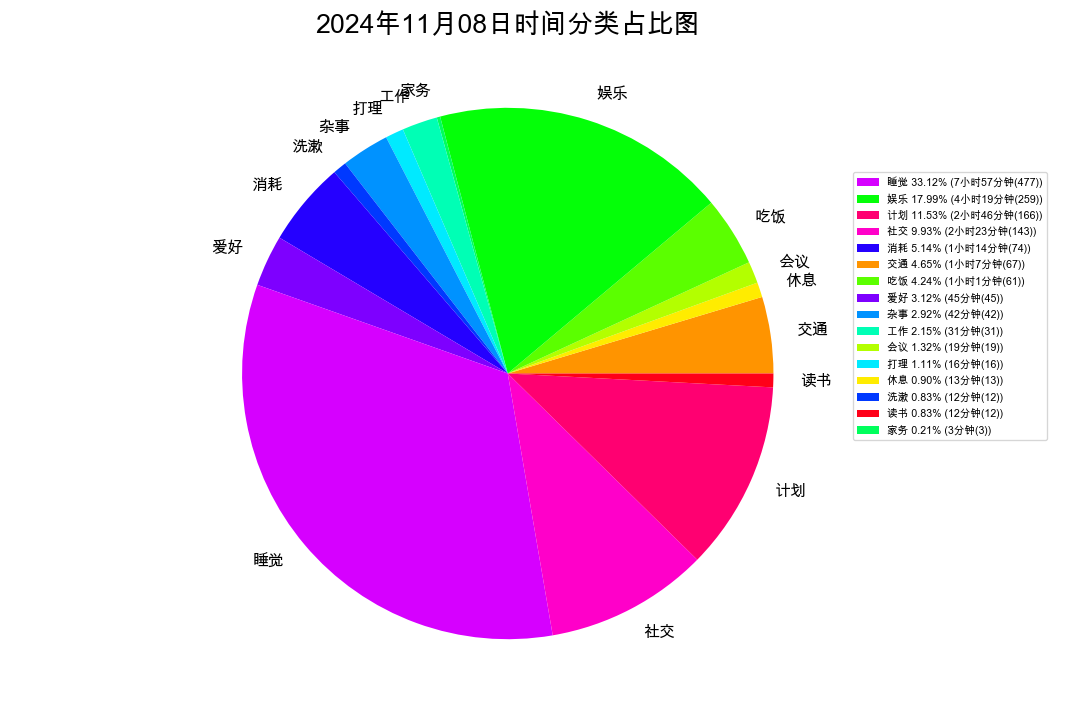 2024年11月08日时间分类占比图
家务
娱乐
工作
打理
杂事
洗漱
消耗
吃饭
爱好
会议
休息
交通
读书
计划
睡觉
社交
睡觉 33.12% (7小时57分钟(477))
娱乐 17.99% (4小时19分钟(259))
计划 11.53% (2小时46分钟(166))
社交 9.93% (2小时23分钟(143))
消耗 5.14% (1小时14分钟(74))
交通 4.65% (1小时7分钟(67))
吃饭 4.24% (1小时1分钟(61))
爱好 3.12% (45分钟(45))
杂事 2.92% (42分钟(42))
工作 2.15% (31分钟(31))
会议 1.32% (19分钟(19))
打理 1.11% (16分钟(16))
休息 0.90% (13分钟(13))
洗漱 0.83% (12分钟(12))
读书 0.83% (12分钟(12))
家务 0.21% (3分钟(3))